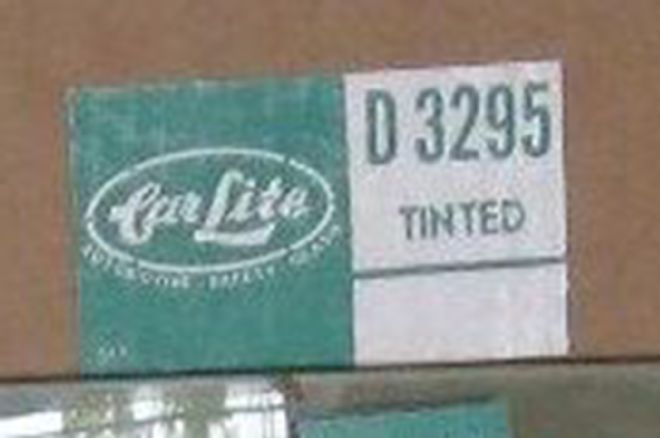 CarLite
AUTOMOTIVE SAFETY GLASS
D 3295
TINTED